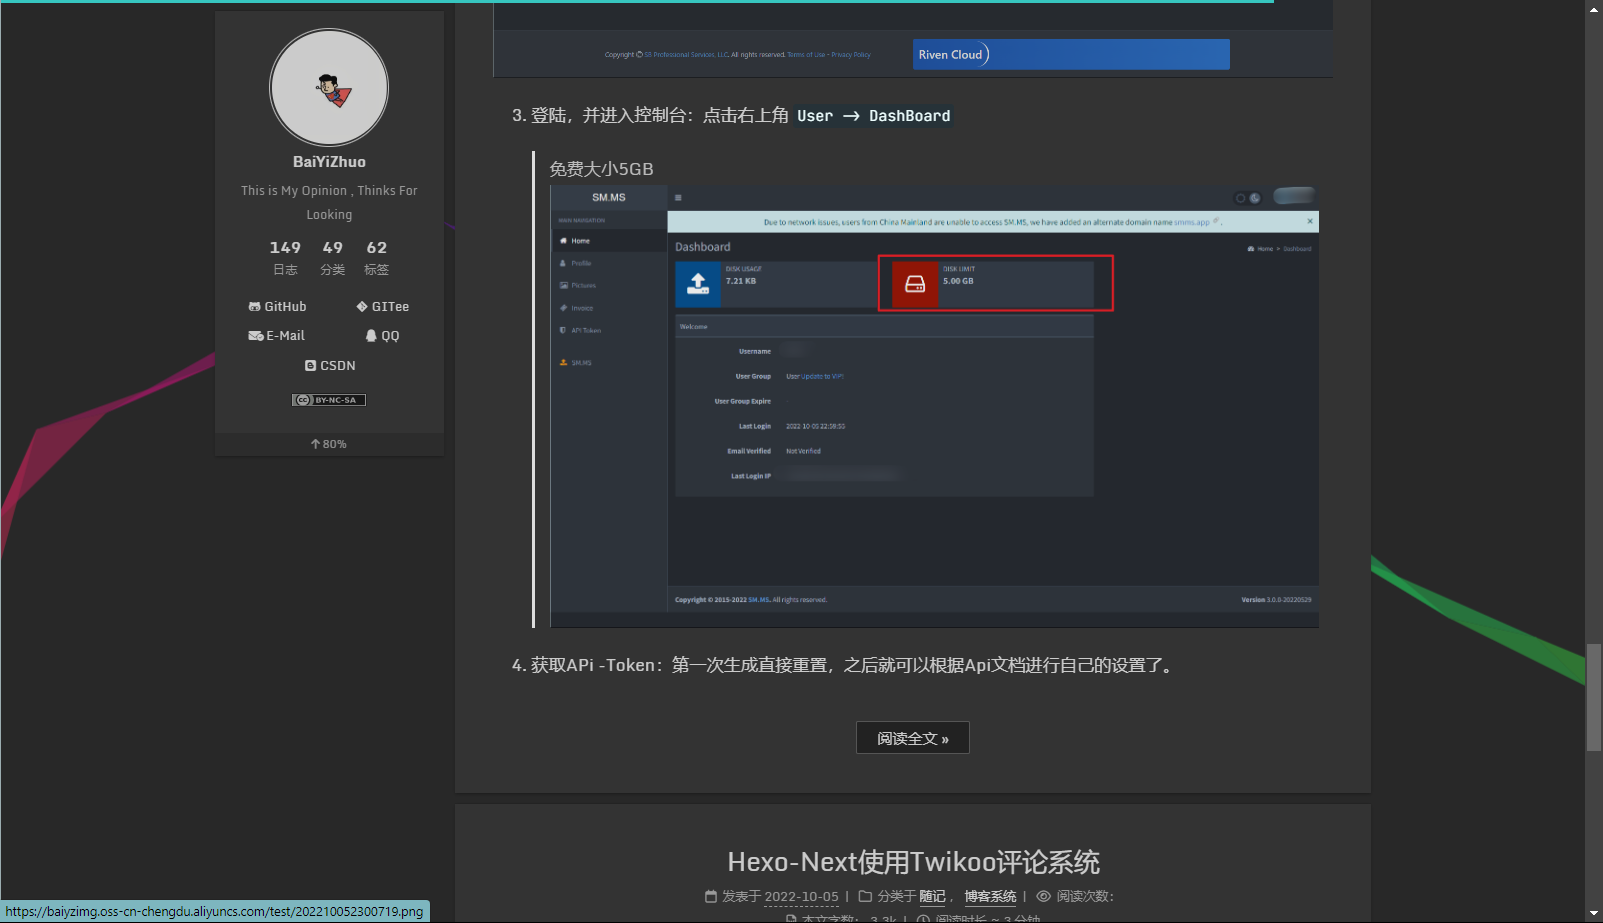 BaiYiZhuo
This is My Opinion , Thinks For
Looking
149 49 62
日志 分类 标签
GitHub GITee
E-Mail QQ
CSDN
BY-NC-SA
80%
Copyright © S5 Professional Services, LLC. All rights reserved. Terms of Use - Privacy Policy
Riven Cloud
3. 登陆，并进入控制台：点击右上角 User —> DashBoard
免费大小5GB
SM.MS
MAIN NAVIGATION
Due to network issues, users from China Mainland are unable to access SM.MS, we have added an alternate domain name smms.app .
×
Home
Profile
Pictures
Invoice
API Token
SM.MS
Dashboard
Home > Dashboard
DISK USAGE
7.21 KB
DISK LIMIT
5.00 GB
Welcome
Username
User Group User Update to VIP!
User Group Expire
Last Login
Email Verified Not Verified
Last Login IP
Copyright © 2015-2022 SM.MS. All rights reserved.
Version 3.0.0-20220529
4. 获取APi -Token：第一次生成直接重置，之后就可以根据Api文档进行自己的设置了。
阅读全文 »
Hexo-Next使用Twikoo评论系统
发表于 2022-10-05 | 分类于 随记 ， 博客系统 | 阅读次数：
本文字数： 3.3k | 阅读时长 ≈ 3 分钟
https://baiyzimg.oss-cn-chengdu.aliyuncs.com/test/202210052300719.png